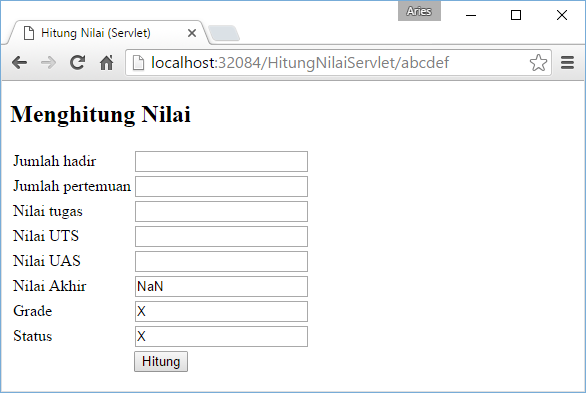 Aries
Hitung Nilai (Servlet)
localhost:32084/HitungNilaiServlet/abcdef
Menghitung Nilai
Jumlah hadir
Jumlah pertemuan
Nilai tugas
Nilai UTS
Nilai UAS
Nilai Akhir NaN
Grade X
Status X
Hitung